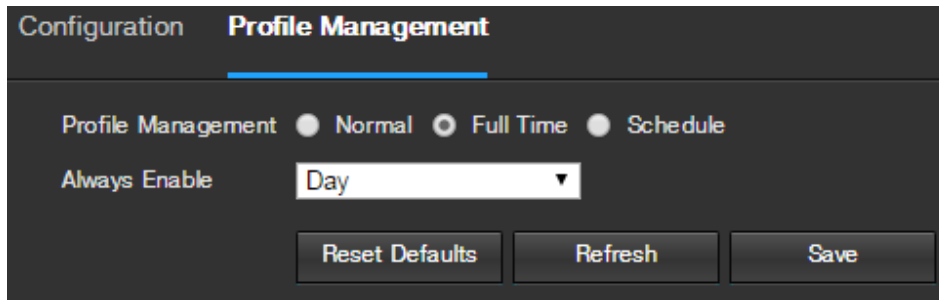 Configuration Profile Management
Profile Management Normal Full Time Schedule
Always Enable Day
Reset Defaults Refresh Save